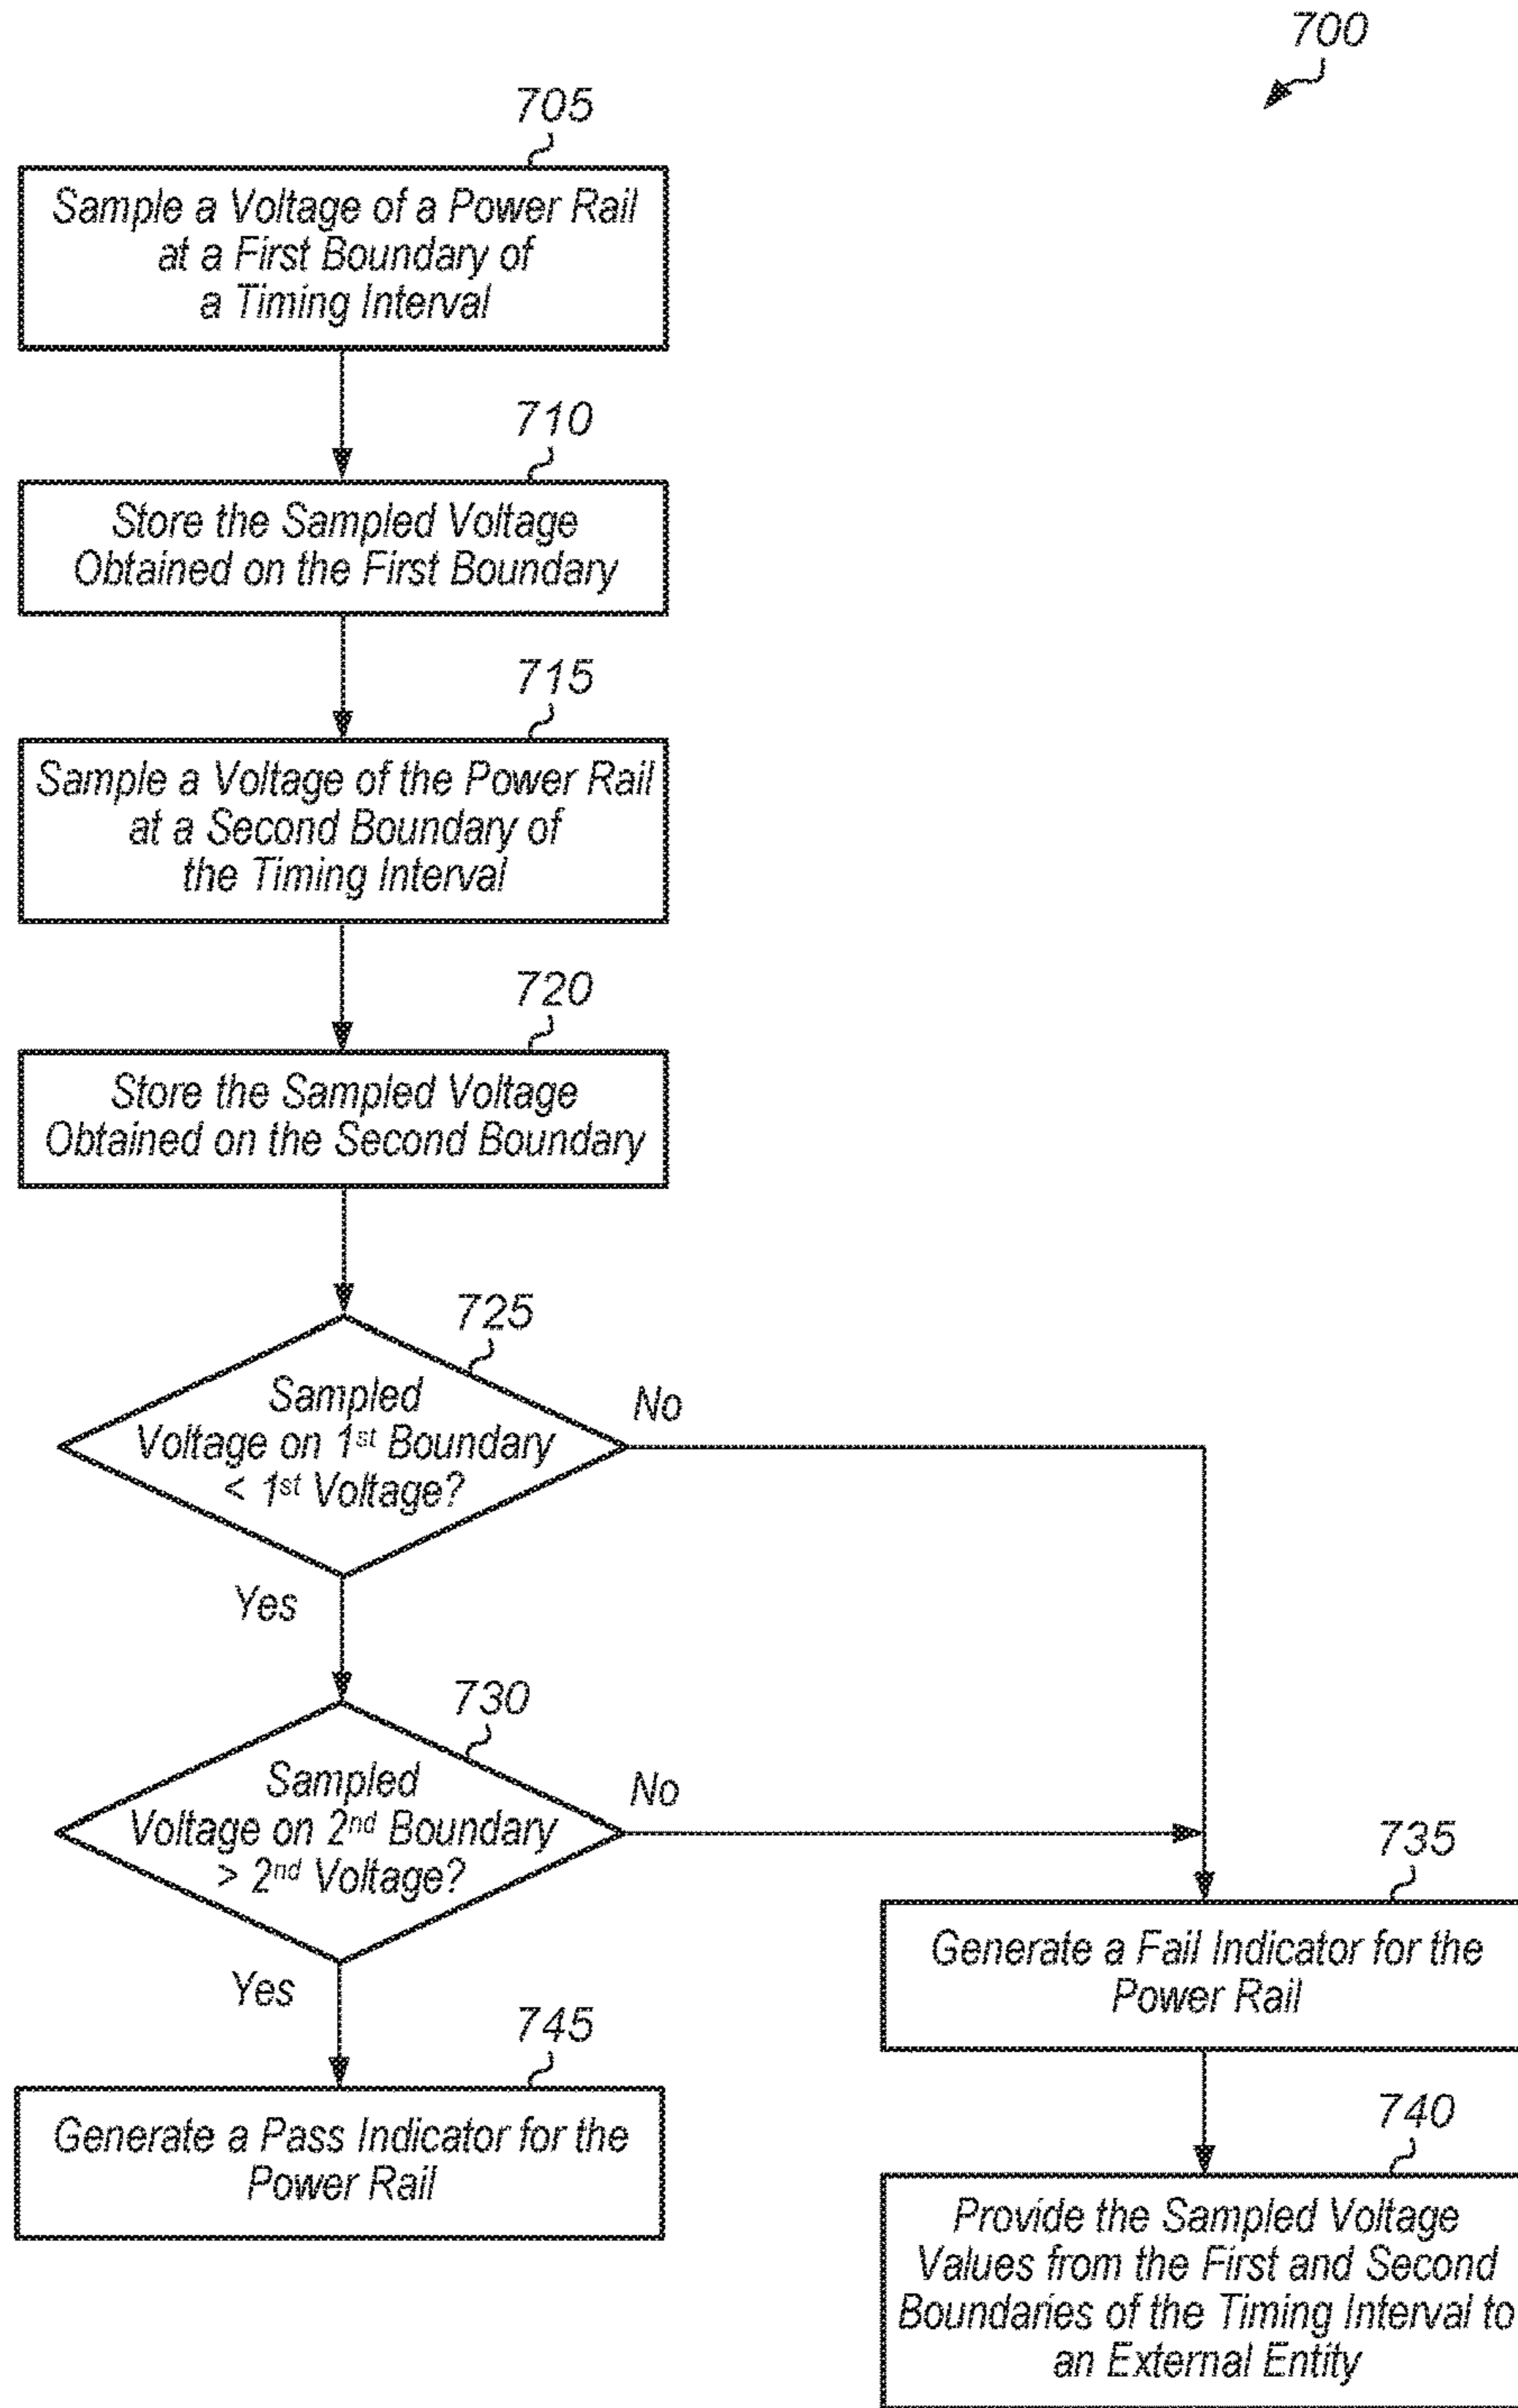 700
705
Sample a Voltage of a Power Rail
at a First Boundary of
a Timing Interval
710
Store the Sampled Voltage
Obtained on the First Boundary
715
Sample a Voltage of the Power Rail
at a Second Boundary of
the Timing Interval
720
Store the Sampled Voltage
Obtained on the Second Boundary
725
Sampled
Voltage on 1st Boundary
< 1st Voltage?
No
Yes
730
Sampled
Voltage on 2nd Boundary
> 2nd Voltage?
No
Yes
735
Generate a Fail Indicator for the
Power Rail
745
Generate a Pass Indicator for the
Power Rail
740
Provide the Sampled Voltage
Values from the First and Second
Boundaries of the Timing Interval to
an External Entity